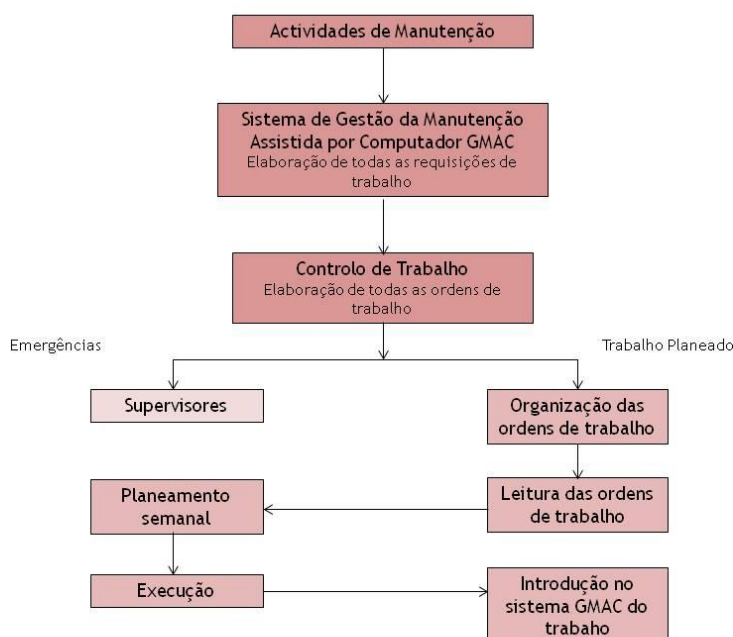 Actividades de Manutenção
Sistema de Gestão da Manutenção
Assistida por Computador GMAC
Elaboração de todas as requisições de
trabalho
Controlo de Trabalho
Elaboração de todas as ordens de
trabalho
Emergências
Trabalho Planeado
Supervisores
Organização das
ordens de trabalho
Leitura das ordens
de trabalho
Planeamento
semanal
Execução
Introdução no
sistema GMAC do
trabaho